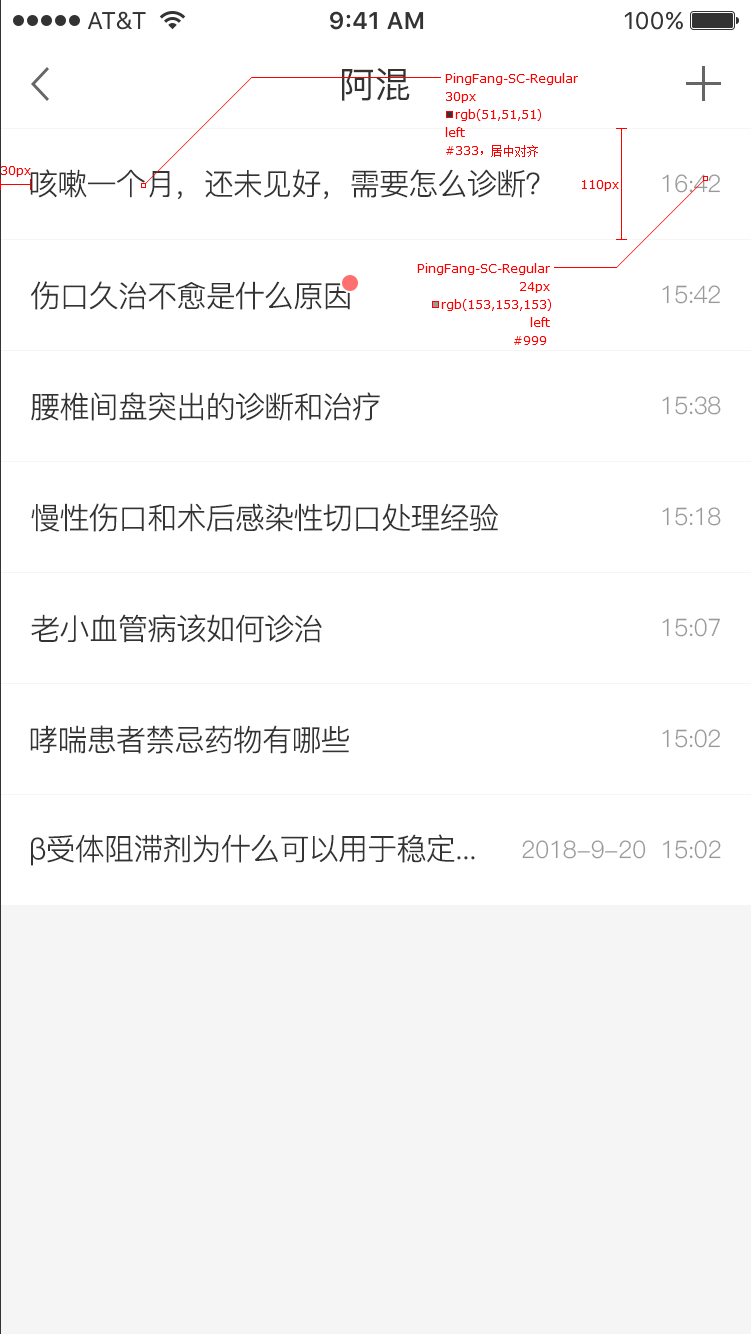 AT&T 9:41 AM 100%
阿混
PingFang-SC-Regular
30px
rgb(51,51,51)
left
#333，居中对齐
30px
咳嗽一个月，还未见好，需要怎么诊断？ 16:42
110px
伤口久治不愈是什么原因 15:42
PingFang-SC-Regular
24px
rgb(153,153,153)
left
#999
腰椎间盘突出的诊断和治疗 15:38
慢性伤口和术后感染性切口处理经验 15:18
老小血管病该如何诊治 15:07
哮喘患者禁忌药物有哪些 15:02
β受体阻滞剂为什么可以用于稳定... 2018-9-20 15:02